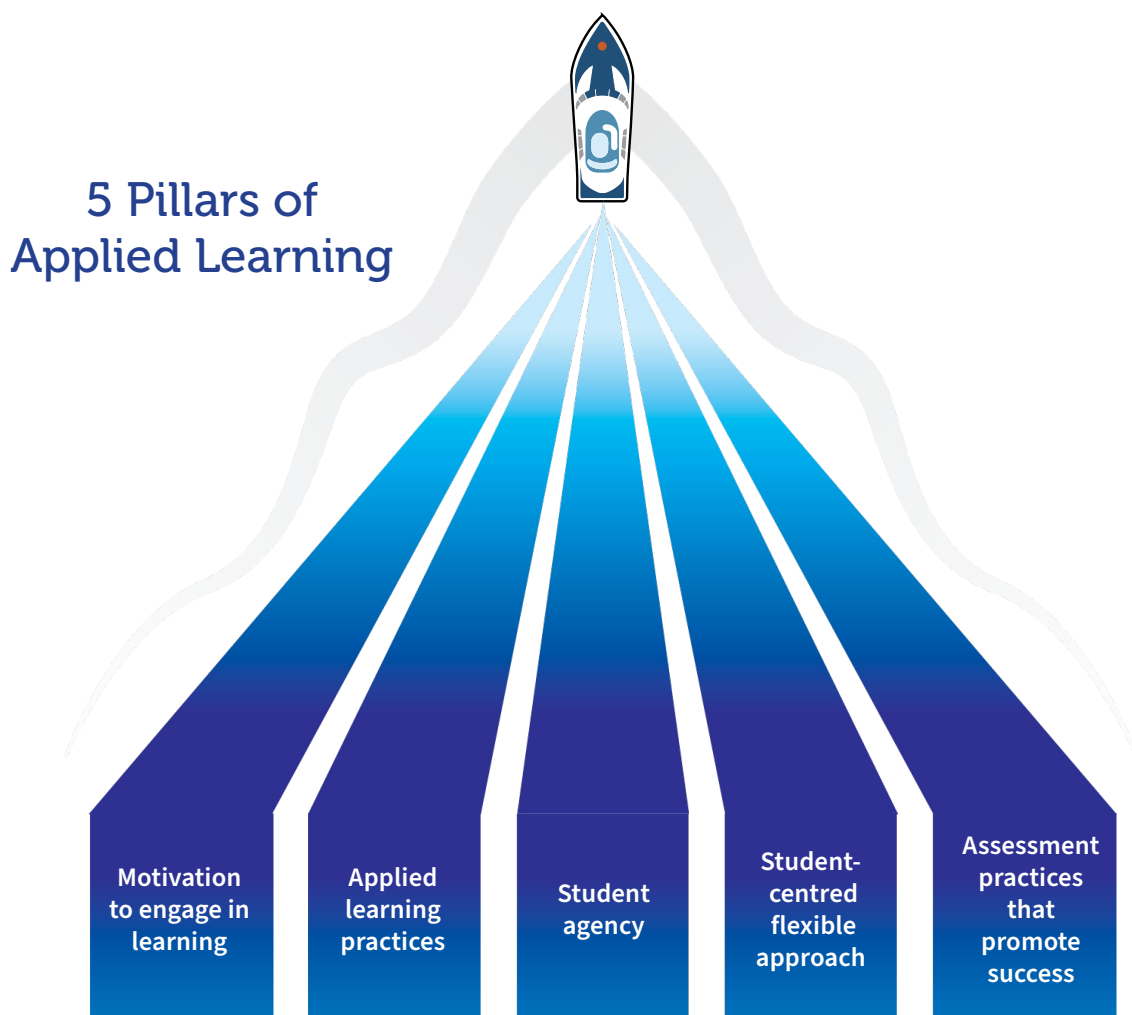 5 Pillars of
Applied Learning
Motivation
to engage in
learning
Applied
learning
practices
Student
agency
Student-
centred
flexible
approach
Assessment
practices
that
promote
success